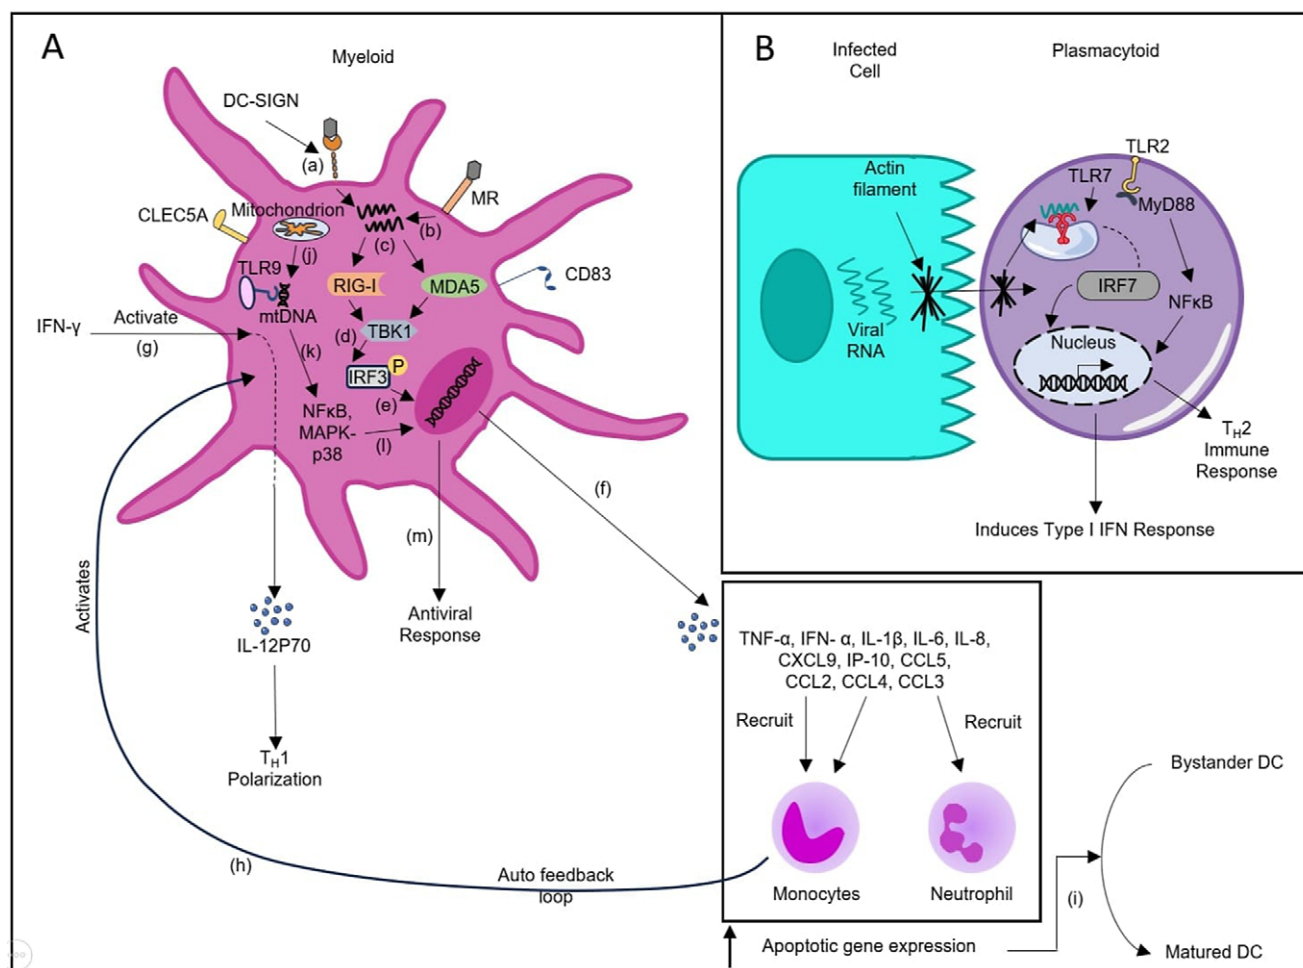 A
Myeloid
DC-SIGN
(a)
MR
CLEC5A
Mitochondrion
(b)
(c)
(j)
TLR9
mtDNA
RIG-I
MDA5
CD83
IFN-γ
Activate
(g)
(k)
(d)
TBK1
P
IRF3
(e)
NFκB,
MAPK-
p38
(l)
(f)
(m)
Activates
IL-12P70
Antiviral
Response
TH1
Polarization
(h)
Auto feedback
loop
B
Infected
Cell
Plasmacytoid
Actin
filament
Viral
RNA
TLR2
TLR7
MyD88
IRF7
NFκB
Nucleus
TH2
Immune
Response
Induces Type I IFN Response
TNF-α, IFN- α, IL-1β, IL-6, IL-8,
CXCL9, IP-10, CCL5,
CCL2, CCL4, CCL3
Recruit
Recruit
Monocytes
Neutrophil
Bystander DC
(i)
Apoptotic gene expression
Matured DC